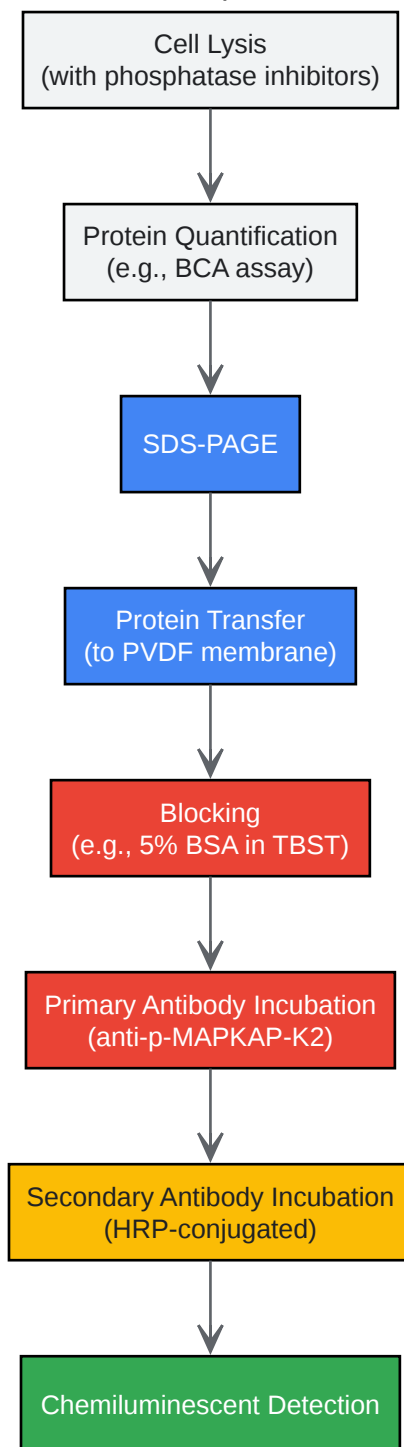 Cell Lysis
(with phosphatase inhibitors)
Protein Quantification
(e.g., BCA assay)
SDS-PAGE
Protein Transfer
(to PVDF membrane)
Blocking
(e.g., 5% BSA in TBST)
Primary Antibody Incubation
(anti-p-MAPKAP-K2)
Secondary Antibody Incubation
(HRP-conjugated)
Chemiluminescent Detection